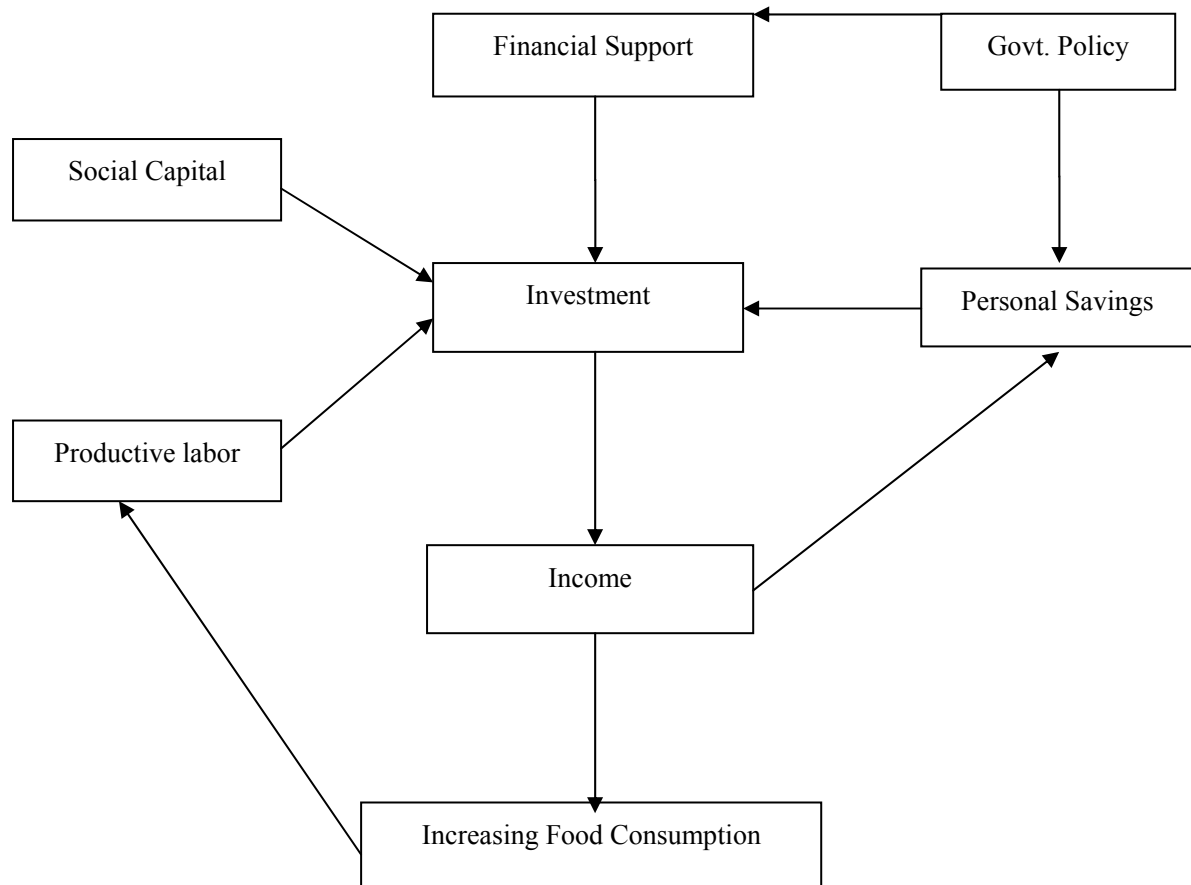 Financial Support
Govt. Policy
Social Capital
Investment
Personal Savings
Productive labor
Income
Increasing Food Consumption